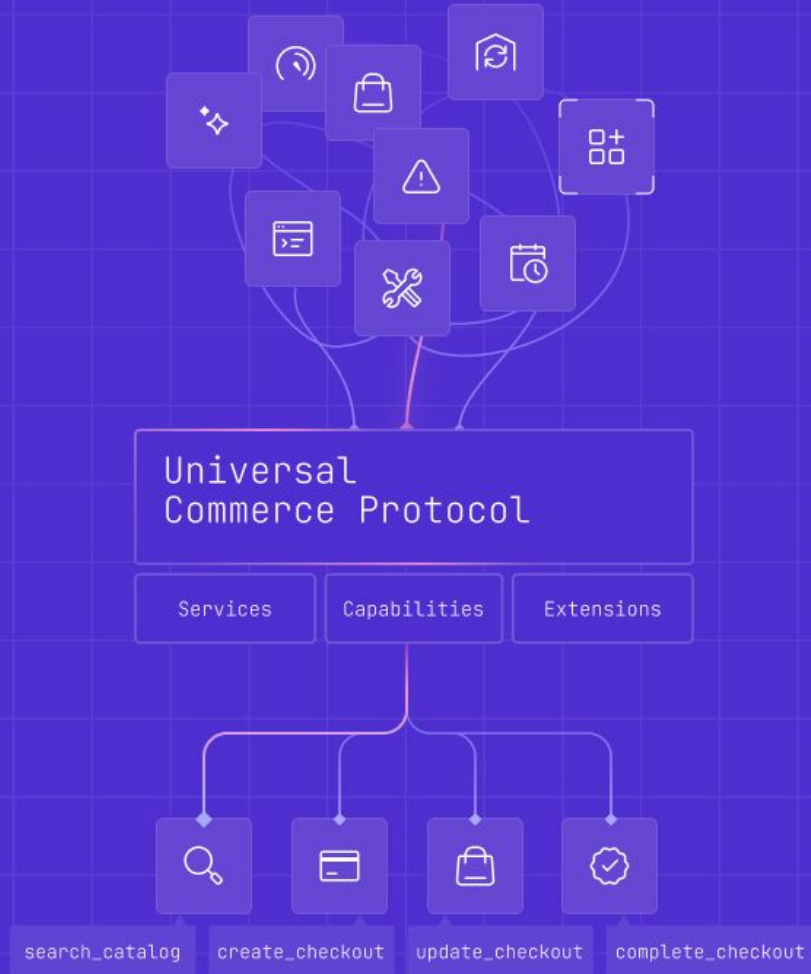 Universal
Commerce Protocol
Services
Capabilities
Extensions
search_catalog
create_checkout
update_checkout
complete_checkout